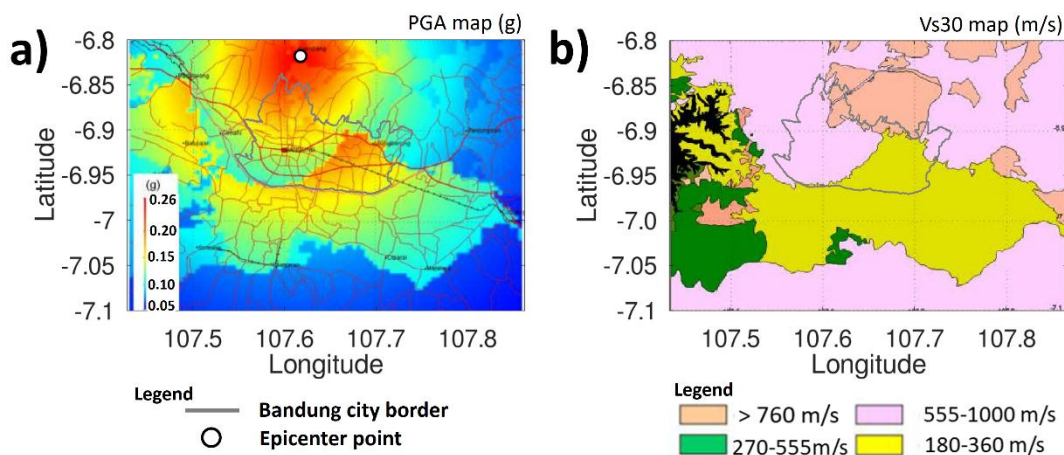 a)
PGA map (g)
-6.8
-6.85
-6.9
-6.95
-7
-7.05
-7.1
Latitude
(g)
0.26
0.20
0.15
0.10
0.05
107.5
107.6
107.7
107.8
Longitude
Legend
Bandung city border
Epicenter point
b)
Vs30 map (m/s)
-6.8
-6.85
-6.9
-6.95
-7.0
-7.05
-7.1
Latitude
-7.1
107.5
107.6
107.7
107.8
Longitude
Legend
> 760 m/s
555-1000 m/s
270-555m/s
180-360 m/s